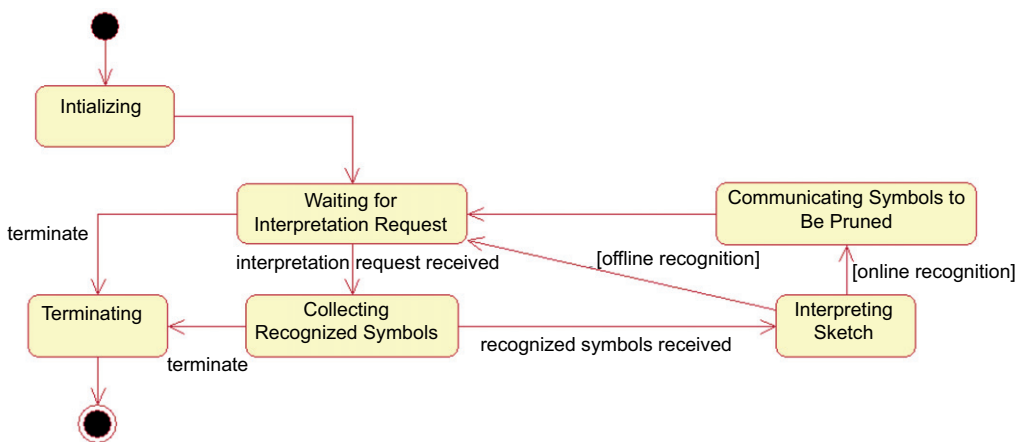 Intializing
Waiting for
Interpretation Request
Communicating Symbols to
Be Pruned
terminate
interpretation request received
[offline recognition]
[online recognition]
Terminating
Collecting
Recognized Symbols
Interpreting
Sketch
recognized symbols received
terminate